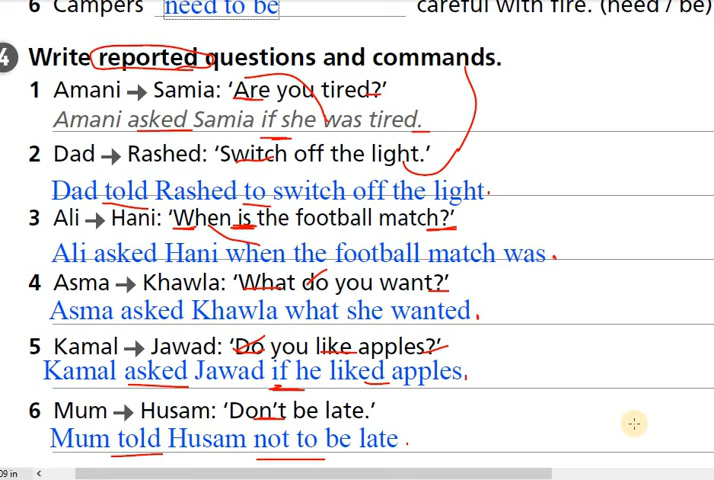 6 Campers need to be careful with fire. (need / be)
4 Write reported questions and commands.
1 Amani → Samia: ‘Are you tired?’
Amani asked Samia if she was tired.
2 Dad → Rashed: ‘Switch off the light.’
Dad told Rashed to switch off the light.
3 Ali → Hani: ‘When is the football match?’
Ali asked Hani when the football match was.
4 Asma → Khawla: ‘What do you want?’
Asma asked Khawla what she wanted.
5 Kamal → Jawad: ‘Do you like apples?’
Kamal asked Jawad if he liked apples.
6 Mum → Husam: ‘Don’t be late.’
Mum told Husam not to be late.
09 in